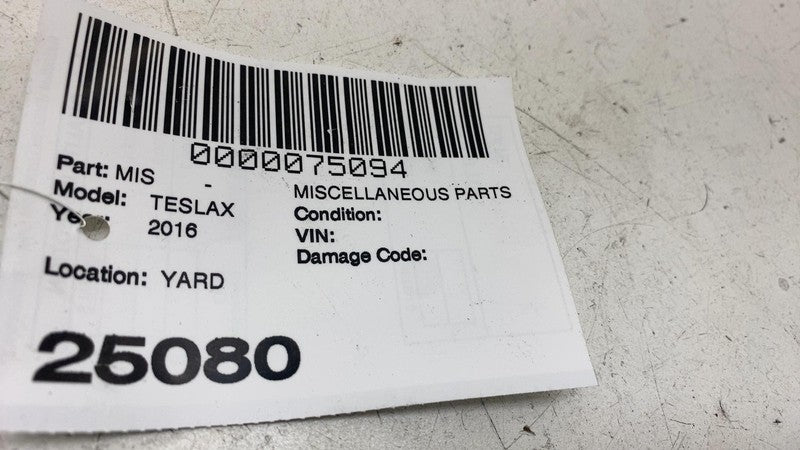 0000075094
Part: MIS -
MISCELLANEOUS PARTS
Model: TESLAX
Condition:
2016
VIN:
Damage Code:
Location: YARD
25080